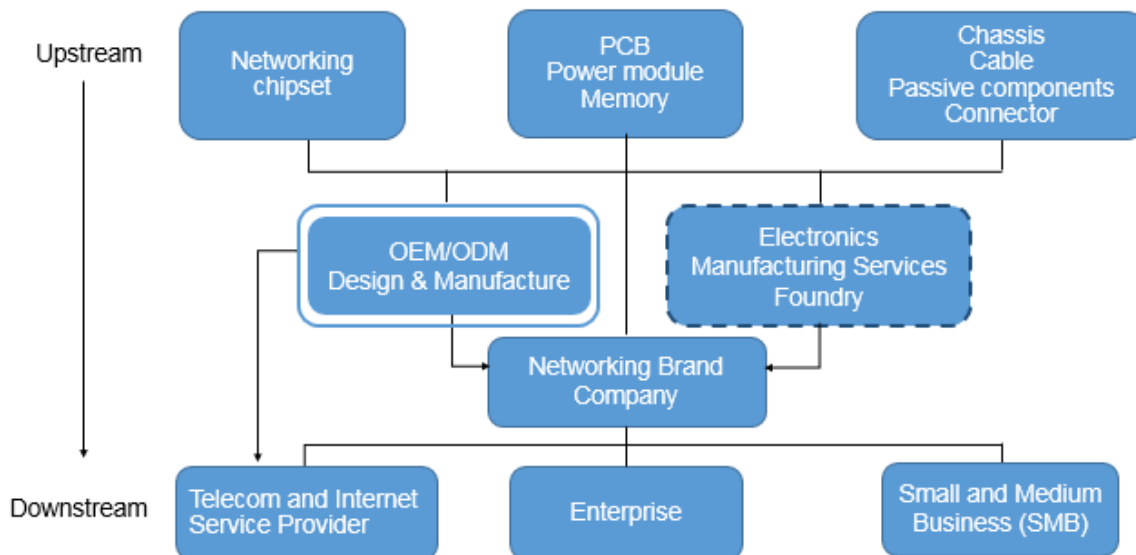 Upstream
Networking
chipset
PCB
Power module
Memory
Chassis
Cable
Passive components
Connector
OEM/ODM
Design & Manufacture
Electronics
Manufacturing Services
Foundry
Networking Brand
Company
Downstream
Telecom and Internet
Service Provider
Enterprise
Small and Medium
Business (SMB)